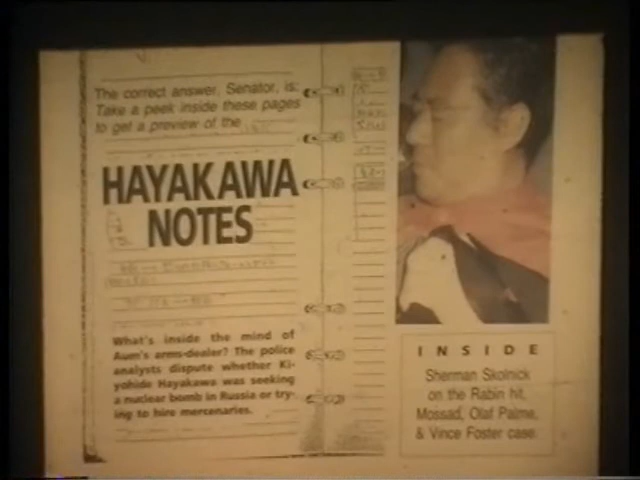 The correct answer, Senator, is:
Take a peek inside these pages
to get a preview of the
HAYAKAWA
NOTES
What's inside the mind of
Aum's arms-dealer? The police
analysts dispute whether Ki-
yohide Hayakawa was seeking
a nuclear bomb in Russia or try-
ing to hire mercenaries.
INSIDE
Sherman Skolnick
on the Rabin hit,
Mossad, Olaf Palme,
& Vince Foster case.